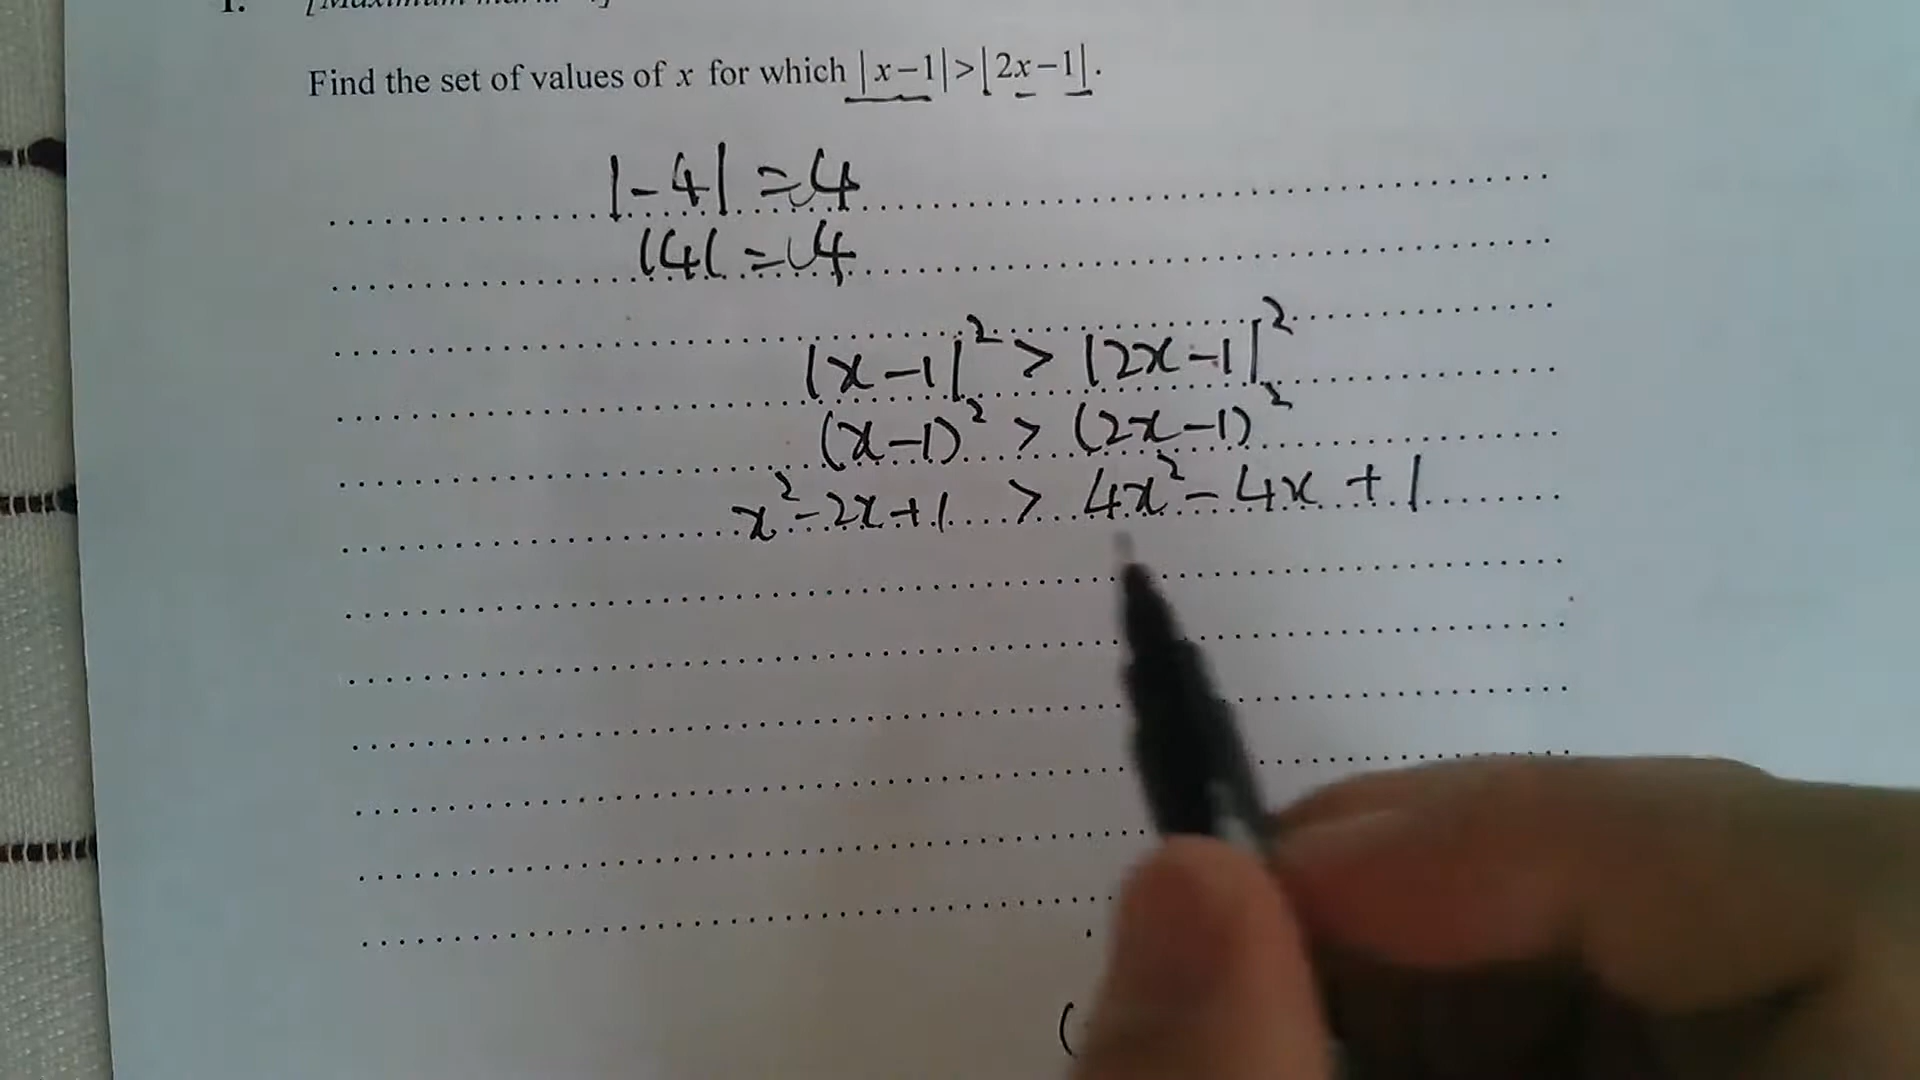 1.
Find the set of values of x for which |x−1|>|2x−1|.
|-4| = 4
|4| = 4
|x-1|² > |2x-1|²
(x-1)² > (2x-1)²
x²-2x+1 > 4x²-4x+1
(